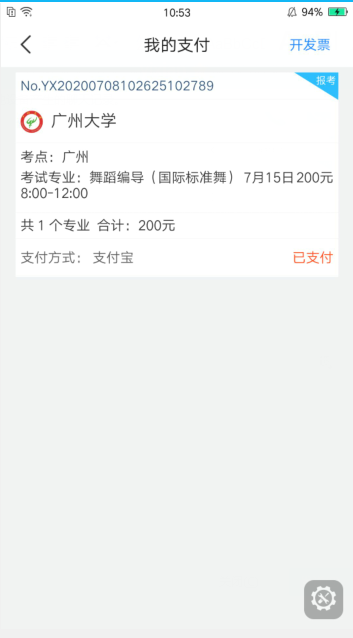 10:53 94%
我的支付 开发票
No.YX20200708102625102789 报考
广州大学
考点：广州
考试专业：舞蹈编导（国际标准舞） 7月15日 200元
8:00-12:00
共 1 个专业 合计：200元
支付方式： 支付宝 已支付